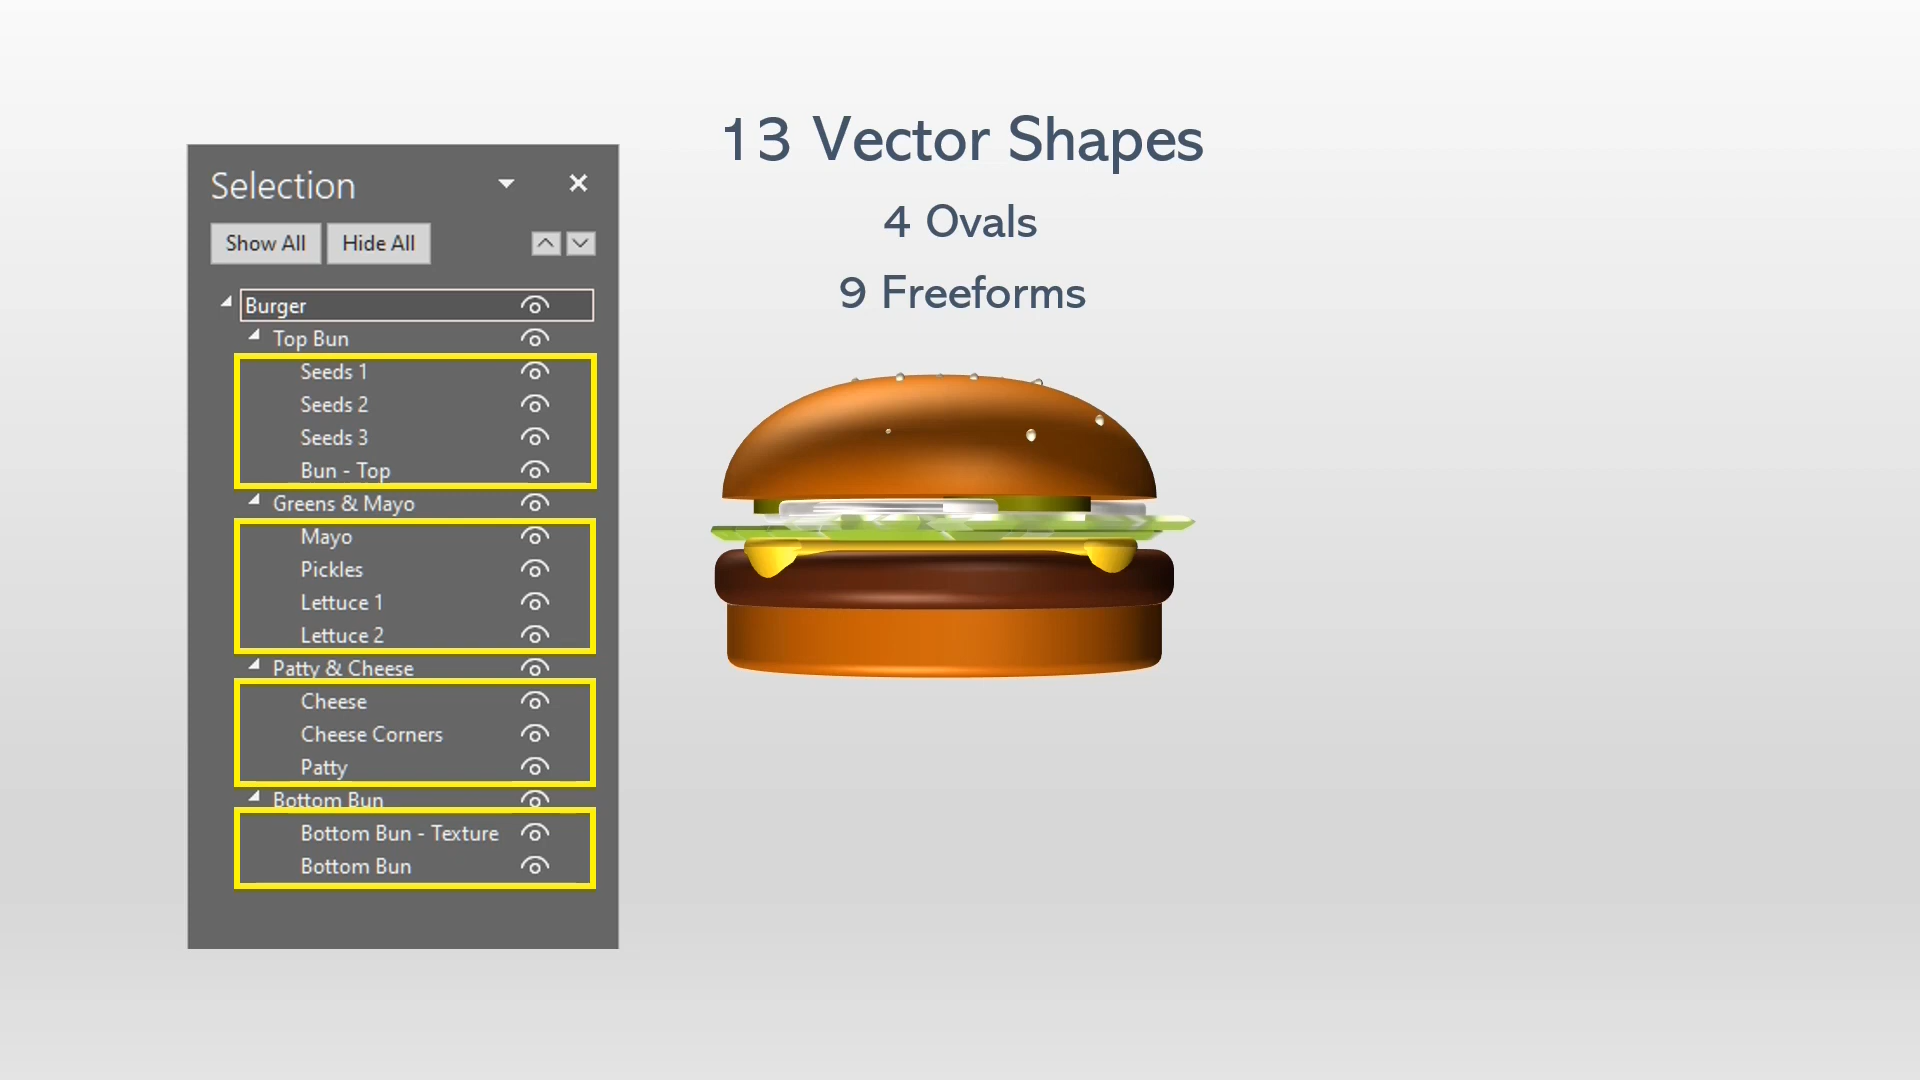 13 Vector Shapes
4 Ovals
9 Freeforms
Selection
Show All
Hide All
Burger
Top Bun
Seeds 1
Seeds 2
Seeds 3
Bun - Top
Greens & Mayo
Mayo
Pickles
Lettuce 1
Lettuce 2
Patty & Cheese
Cheese
Cheese Corners
Patty
Bottom Bun
Bottom Bun - Texture
Bottom Bun